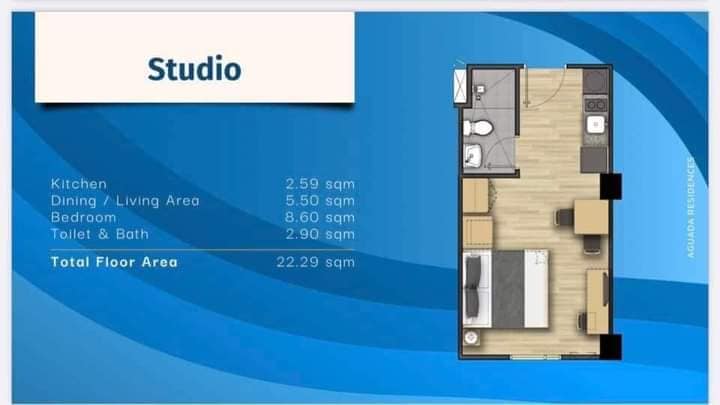 Studio
Kitchen 2.59 sqm
Dining / Living Area 5.50 sqm
Bedroom 8.60 sqm
Toilet & Bath 2.90 sqm
Total Floor Area 22.29 sqm
AGUADA RESIDENCES